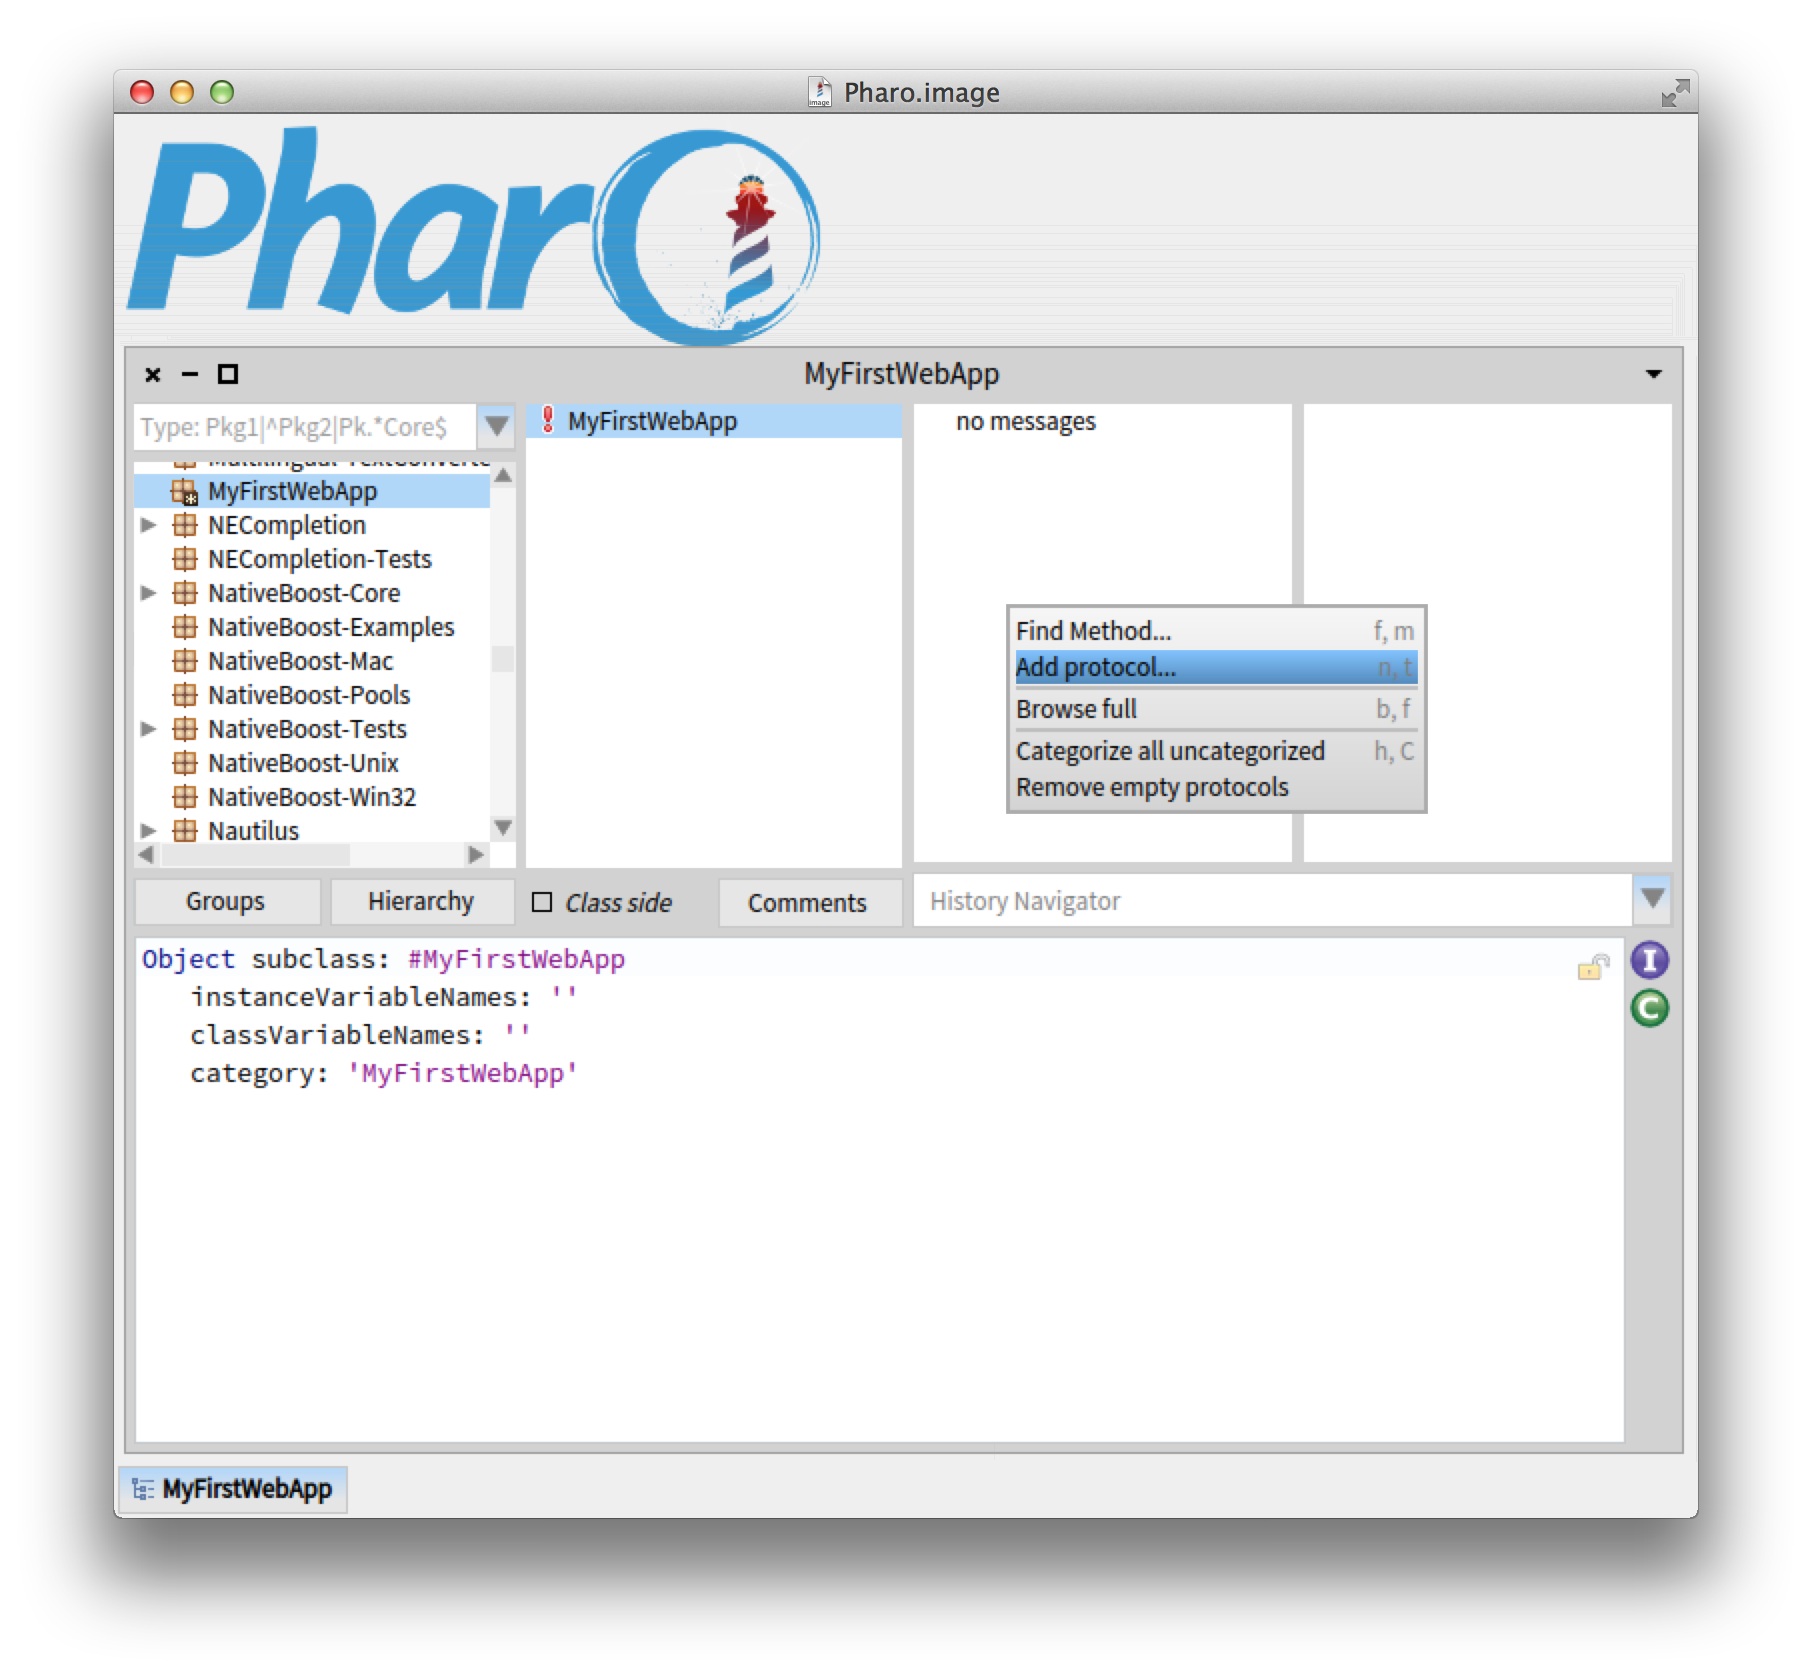 Pharo.image
Pharo
MyFirstWebApp
Type: Pkg1|^Pkg2|Pk.*Core$
MyFirstWebApp
NECompletion
NECompletion-Tests
NativeBoost-Core
NativeBoost-Examples
NativeBoost-Mac
NativeBoost-Pools
NativeBoost-Tests
NativeBoost-Unix
NativeBoost-Win32
Nautilus
MyFirstWebApp
no messages
Find Method... f, m
Add protocol... n, t
Browse full b, f
Categorize all uncategorized h, C
Remove empty protocols
Groups
Hierarchy
Class side
Comments
History Navigator
Object subclass: #MyFirstWebApp
instanceVariableNames: ''
classVariableNames: ''
category: 'MyFirstWebApp'
I
C
MyFirstWebApp